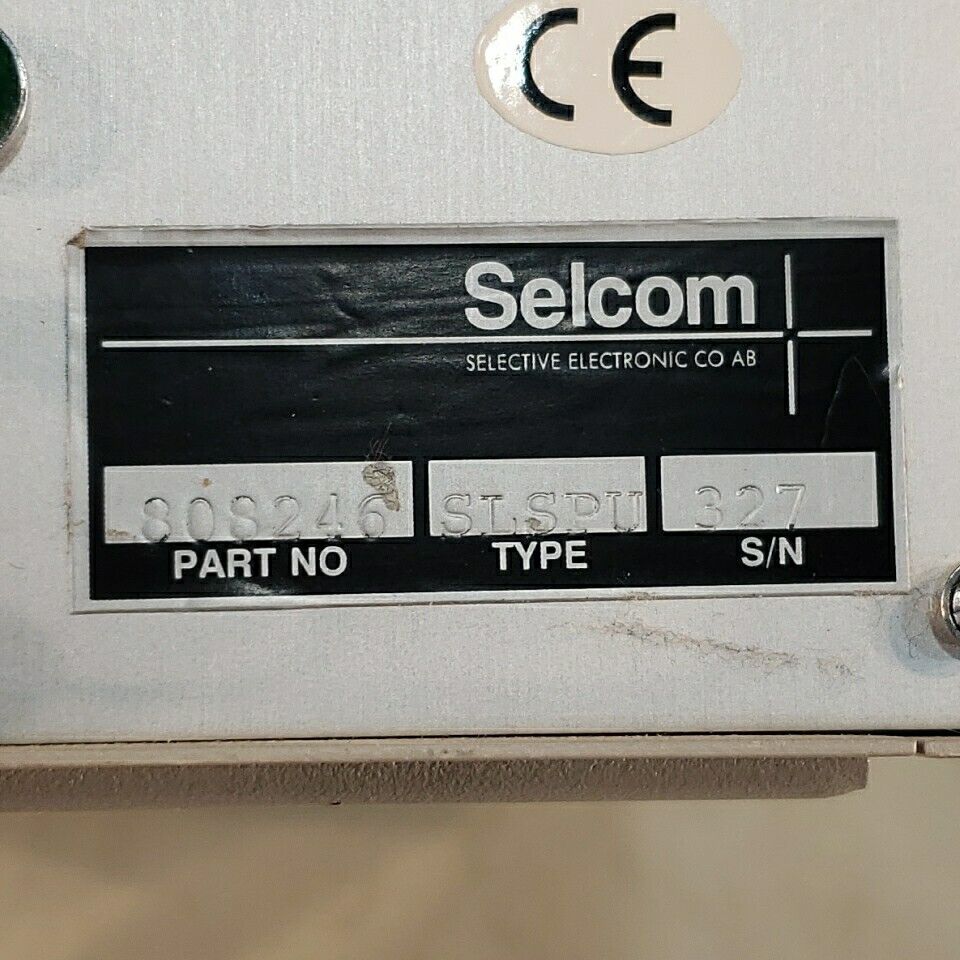 CE
Selcom
SELECTIVE ELECTRONIC CO AB
808246 SLSPU 327
PART NO TYPE S/N